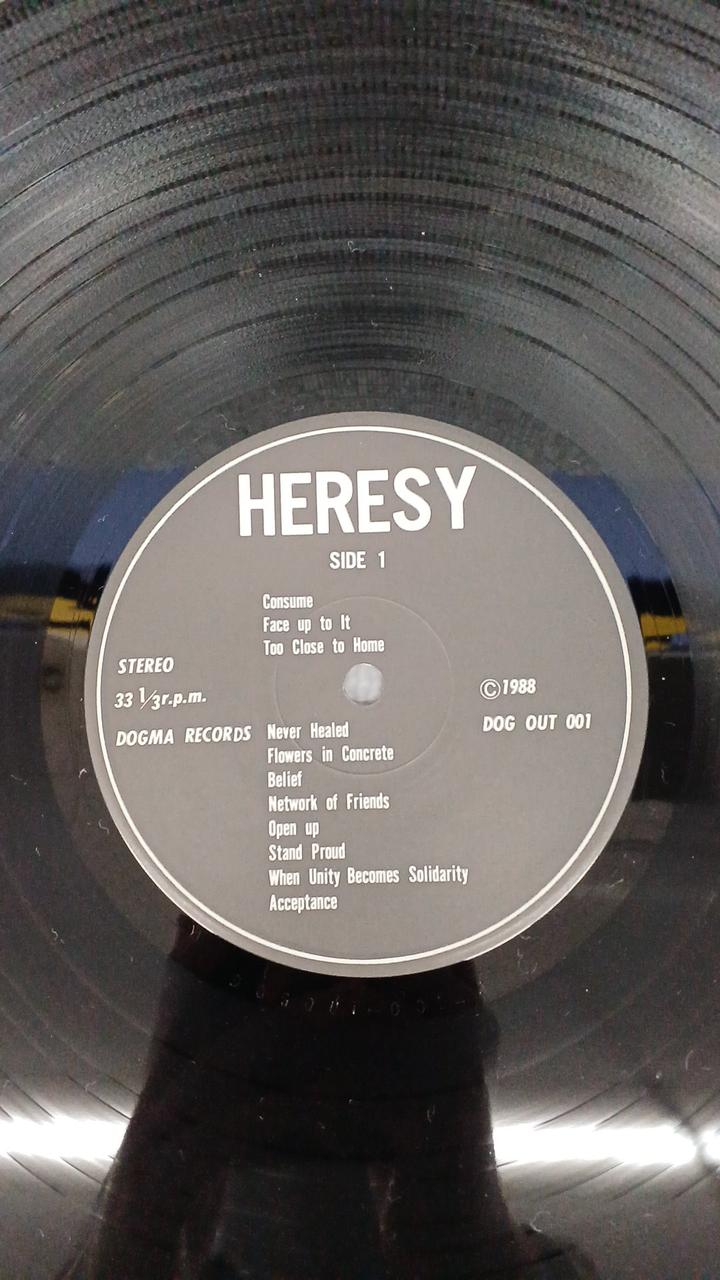 HERESY
SIDE 1
Consume
Face up to It
Too Close to Home
STEREO
33 1/3 r.p.m.
DOGMA RECORDS
©1988
DOG OUT 001
Never Healed
Flowers in Concrete
Belief
Network of Friends
Open up
Stand Proud
When Unity Becomes Solidarity
Acceptance